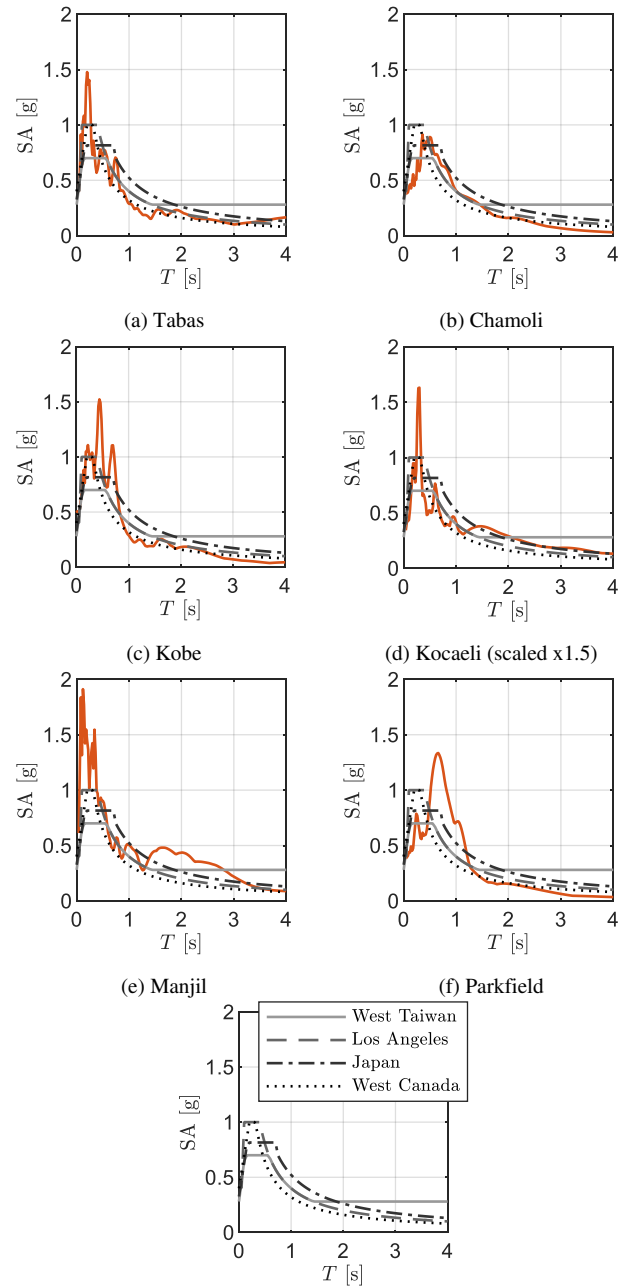 2
1.5
1
0.5
0
SA [g]
0 1 2 3 4
T [s]
(a) Tabas
2
1.5
1
0.5
0
SA [g]
0 1 2 3 4
T [s]
(b) Chamoli
2
1.5
1
0.5
0
SA [g]
0 1 2 3 4
T [s]
(c) Kobe
2
1.5
1
0.5
0
SA [g]
0 1 2 3 4
T [s]
(d) Kocaeli (scaled x1.5)
2
1.5
1
0.5
0
SA [g]
0 1 2 3 4
T [s]
(e) Manjil
2
1.5
1
0.5
0
SA [g]
0 1 2 3 4
T [s]
(f) Parkfield
2
1.5
1
0.5
0
SA [g]
West Taiwan
Los Angeles
Japan
West Canada
0 1 2 3 4
T [s]